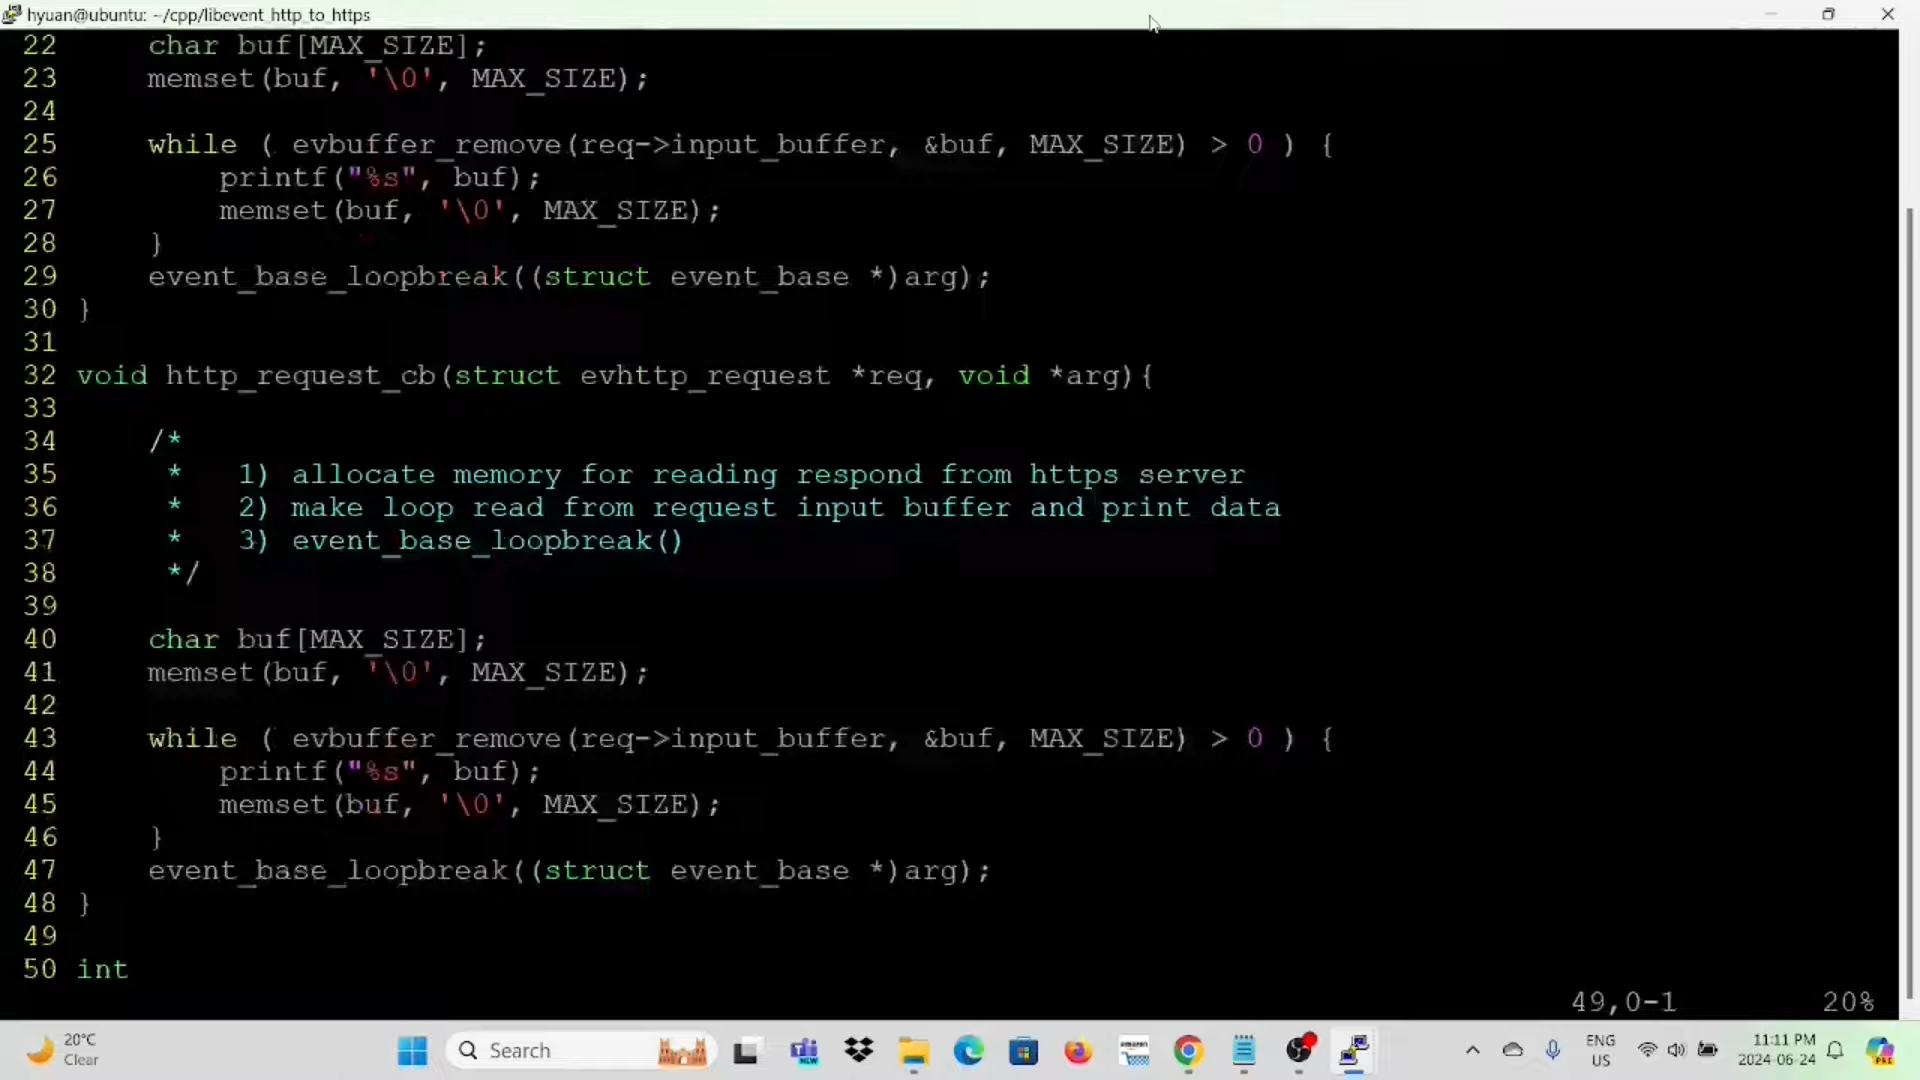 hyuan@ubuntu: ~/cpp/libevent_http_to_https
22     char buf[MAX_SIZE];
23     memset(buf, '\0', MAX_SIZE);
24
25     while ( evbuffer_remove(req->input_buffer, &buf, MAX_SIZE) > 0 ) {
26         printf("%s", buf);
27         memset(buf, '\0', MAX_SIZE);
28     }
29     event_base_loopbreak((struct event_base *)arg);
30 }
31
32 void http_request_cb(struct evhttp_request *req, void *arg){
33
34     /*
35      *   1) allocate memory for reading respond from https server
36      *   2) make loop read from request input buffer and print data
37      *   3) event_base_loopbreak()
38      */
39
40     char buf[MAX_SIZE];
41     memset(buf, '\0', MAX_SIZE);
42
43     while ( evbuffer_remove(req->input_buffer, &buf, MAX_SIZE) > 0 ) {
44         printf("%s", buf);
45         memset(buf, '\0', MAX_SIZE);
46     }
47     event_base_loopbreak((struct event_base *)arg);
48 }
49
50 int
49,0-1 20%
20°C
Clear
Search
NEW
amazon
ENG
US
11:11 PM
2024-06-24
PRE